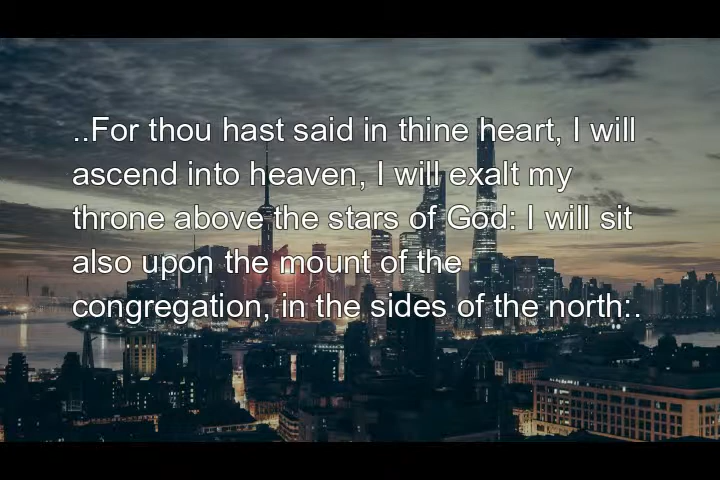 ..For thou hast said in thine heart, I will
ascend into heaven, I will exalt my
throne above the stars of God: I will sit
also upon the mount of the
congregation, in the sides of the north:.